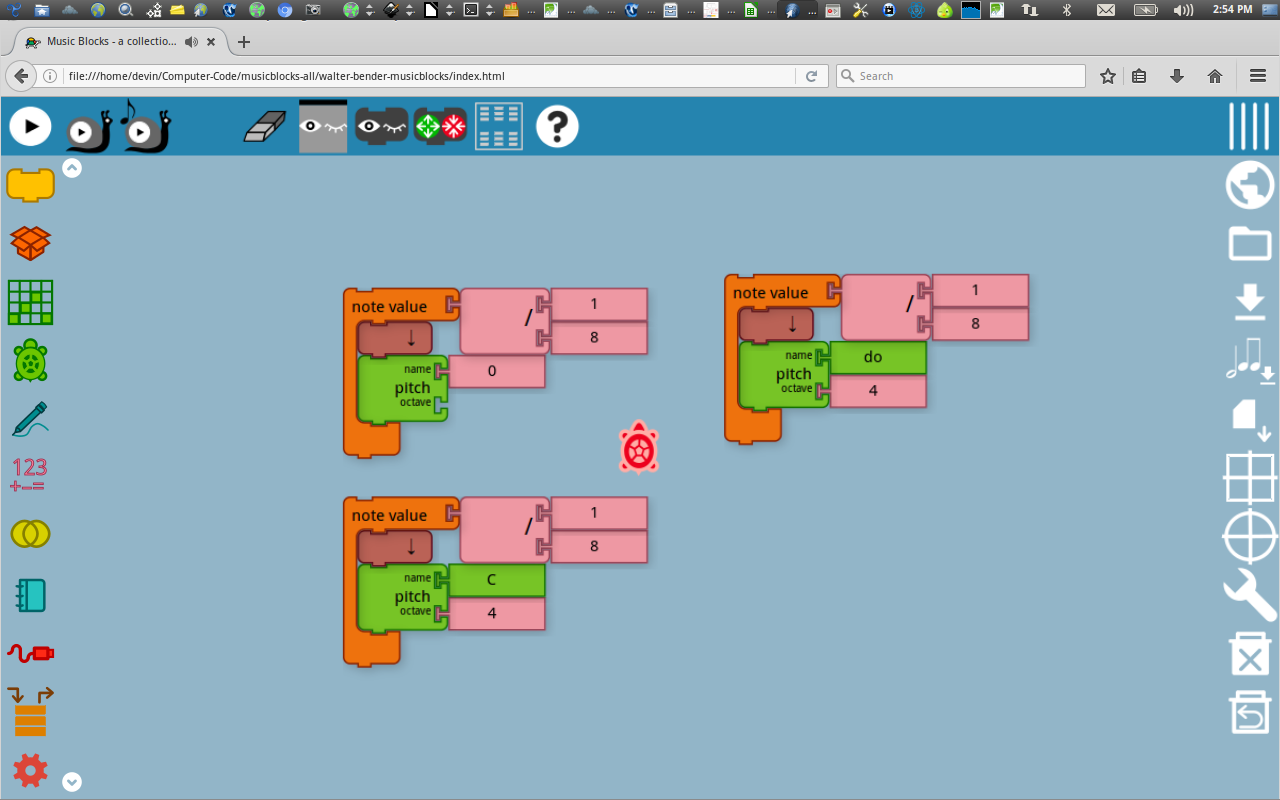 2:54 PM
Music Blocks - a collectio...
file:///home/devin/Computer-Code/musicblocks-all/walter-bender-musicblocks/index.html
Search
?
123
+−=
note value
/
1
8
↓
name
0
pitch
octave
note value
/
1
8
↓
name
do
pitch
octave
4
note value
/
1
8
↓
name
C
pitch
octave
4